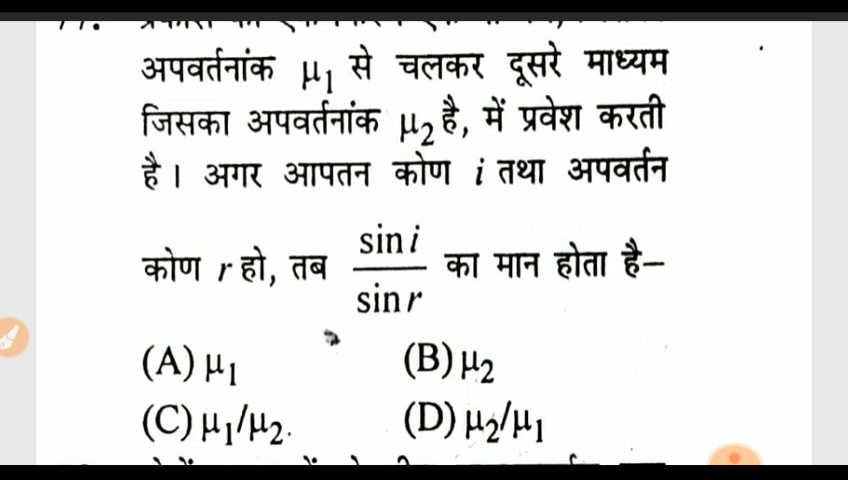 अपवर्तनांक μ₁ से चलकर दूसरे माध्यम
जिसका अपवर्तनांक μ₂ है, में प्रवेश करती
है। अगर आपतन कोण i तथा अपवर्तन
कोण r हो, तब sin i / sin r का मान होता है–
(A) μ₁ (B) μ₂
(C) μ₁/μ₂. (D) μ₂/μ₁